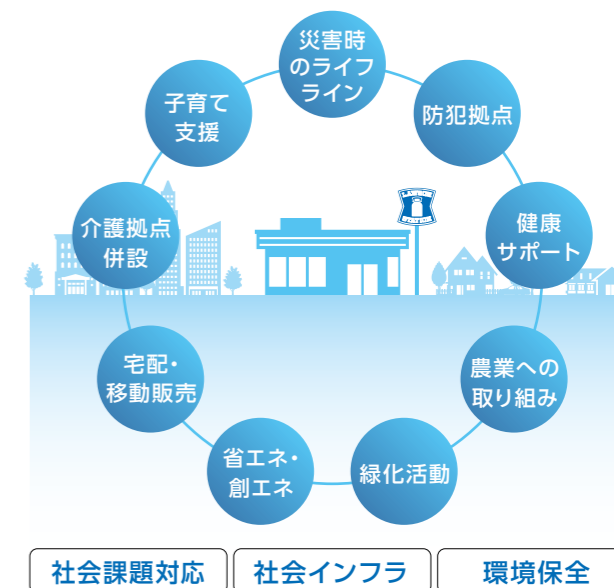 災害時
のライフ
ライン
防犯拠点
健康
サポート
農業への
取り組み
緑化活動
省エネ・
創エネ
宅配・
移動販売
介護拠点
併設
子育て
支援
LAWSON
STATION
社会課題対応
社会インフラ
環境保全